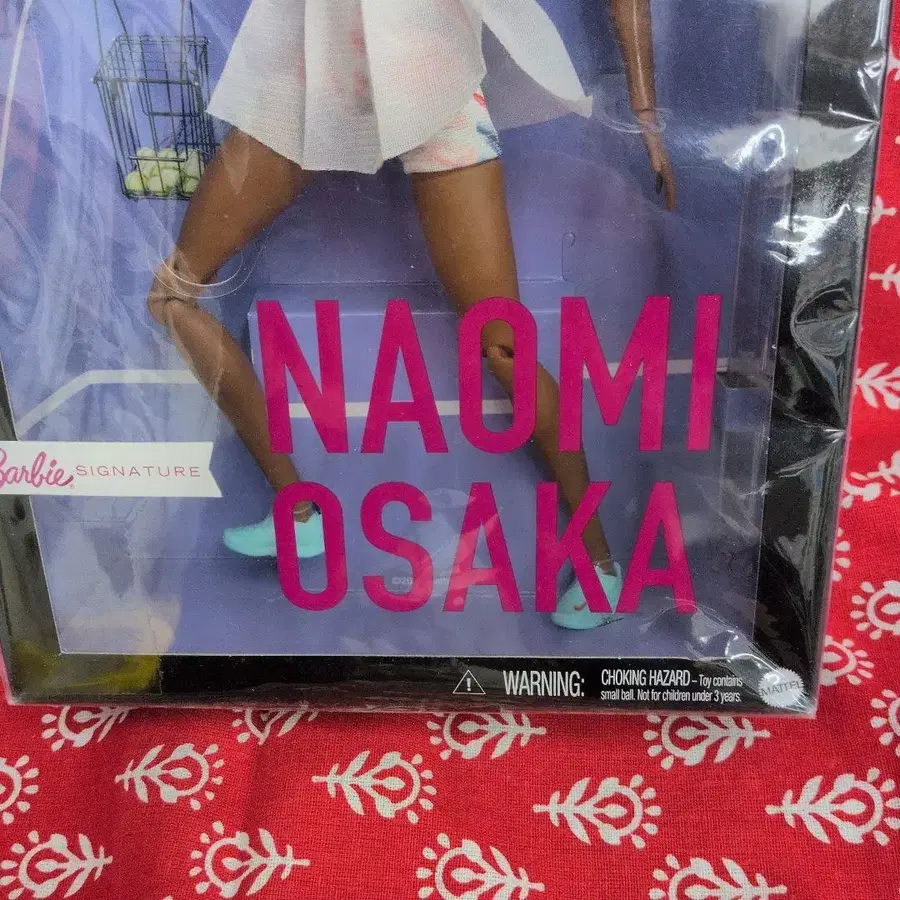 NAOMI
OSAKA
Barbie SIGNATURE
WARNING: CHOKING HAZARD – Toy contains
small ball. Not for children under 3 years.
MATTEL